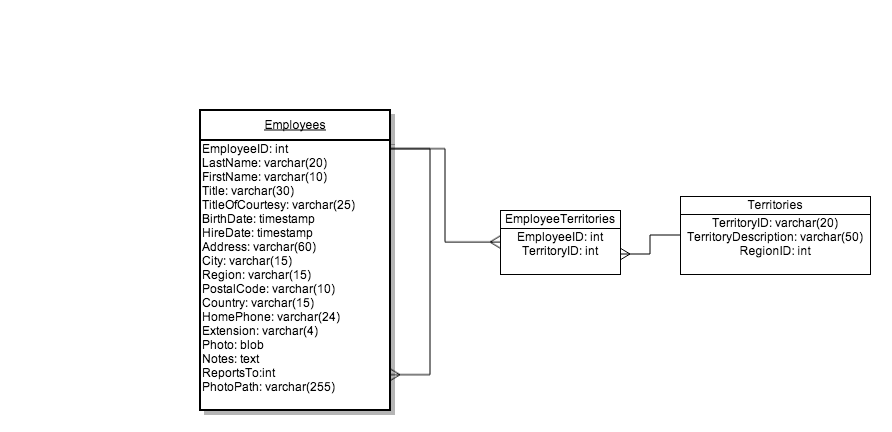 Employees
EmployeeID: int
LastName: varchar(20)
FirstName: varchar(10)
Title: varchar(30)
TitleOfCourtesy: varchar(25)
BirthDate: timestamp
HireDate: timestamp
Address: varchar(60)
City: varchar(15)
Region: varchar(15)
PostalCode: varchar(10)
Country: varchar(15)
HomePhone: varchar(24)
Extension: varchar(4)
Photo: blob
Notes: text
ReportsTo:int
PhotoPath: varchar(255)
EmployeeTerritories
EmployeeID: int
TerritoryID: int
Territories
TerritoryID: varchar(20)
TerritoryDescription: varchar(50)
RegionID: int